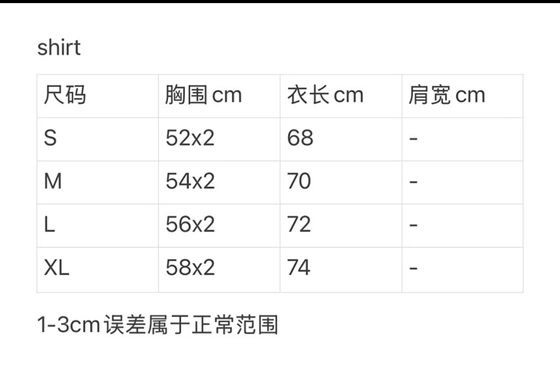 shirt
尺码 胸围cm 衣长cm 肩宽cm
S 52x2 68 -
M 54x2 70 -
L 56x2 72 -
XL 58x2 74 -
1-3cm误差属于正常范围